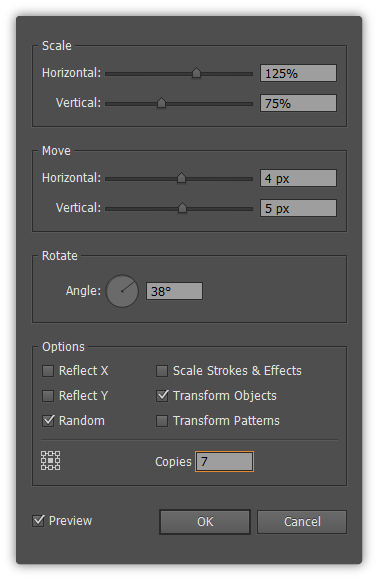 Scale
Horizontal: 125%
Vertical: 75%
Move
Horizontal: 4 px
Vertical: 5 px
Rotate
Angle: 38°
Options
Reflect X Scale Strokes & Effects
Reflect Y Transform Objects
Random Transform Patterns
Copies 7
Preview OK Cancel